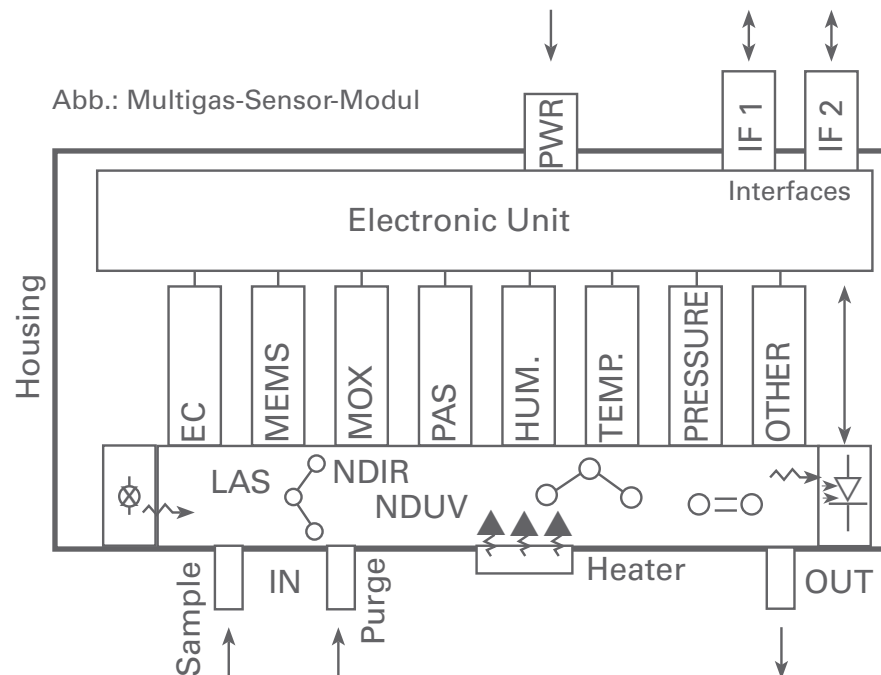 Abb.: Multigas-Sensor-Modul
PWR
IF 1
IF 2
Interfaces
Electronic Unit
Housing
EC
MEMS
MOX
PAS
HUM.
TEMP.
PRESSURE
OTHER
LAS
NDIR
NDUV
Sample
IN
Purge
Heater
OUT